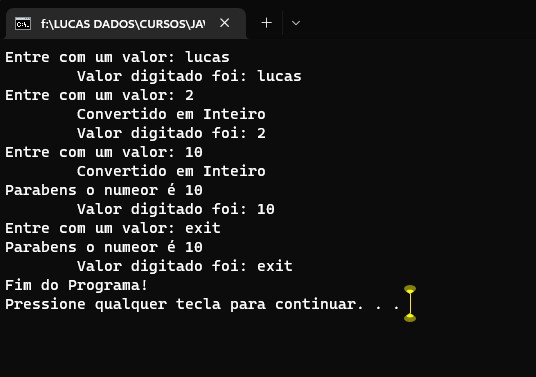 f:\LUCAS DADOS\CURSOS\JA
Entre com um valor: lucas
Valor digitado foi: lucas
Entre com um valor: 2
Convertido em Inteiro
Valor digitado foi: 2
Entre com um valor: 10
Convertido em Inteiro
Parabens o numeor é 10
Valor digitado foi: 10
Entre com um valor: exit
Parabens o numeor é 10
Valor digitado foi: exit
Fim do Programa!
Pressione qualquer tecla para continuar. . .